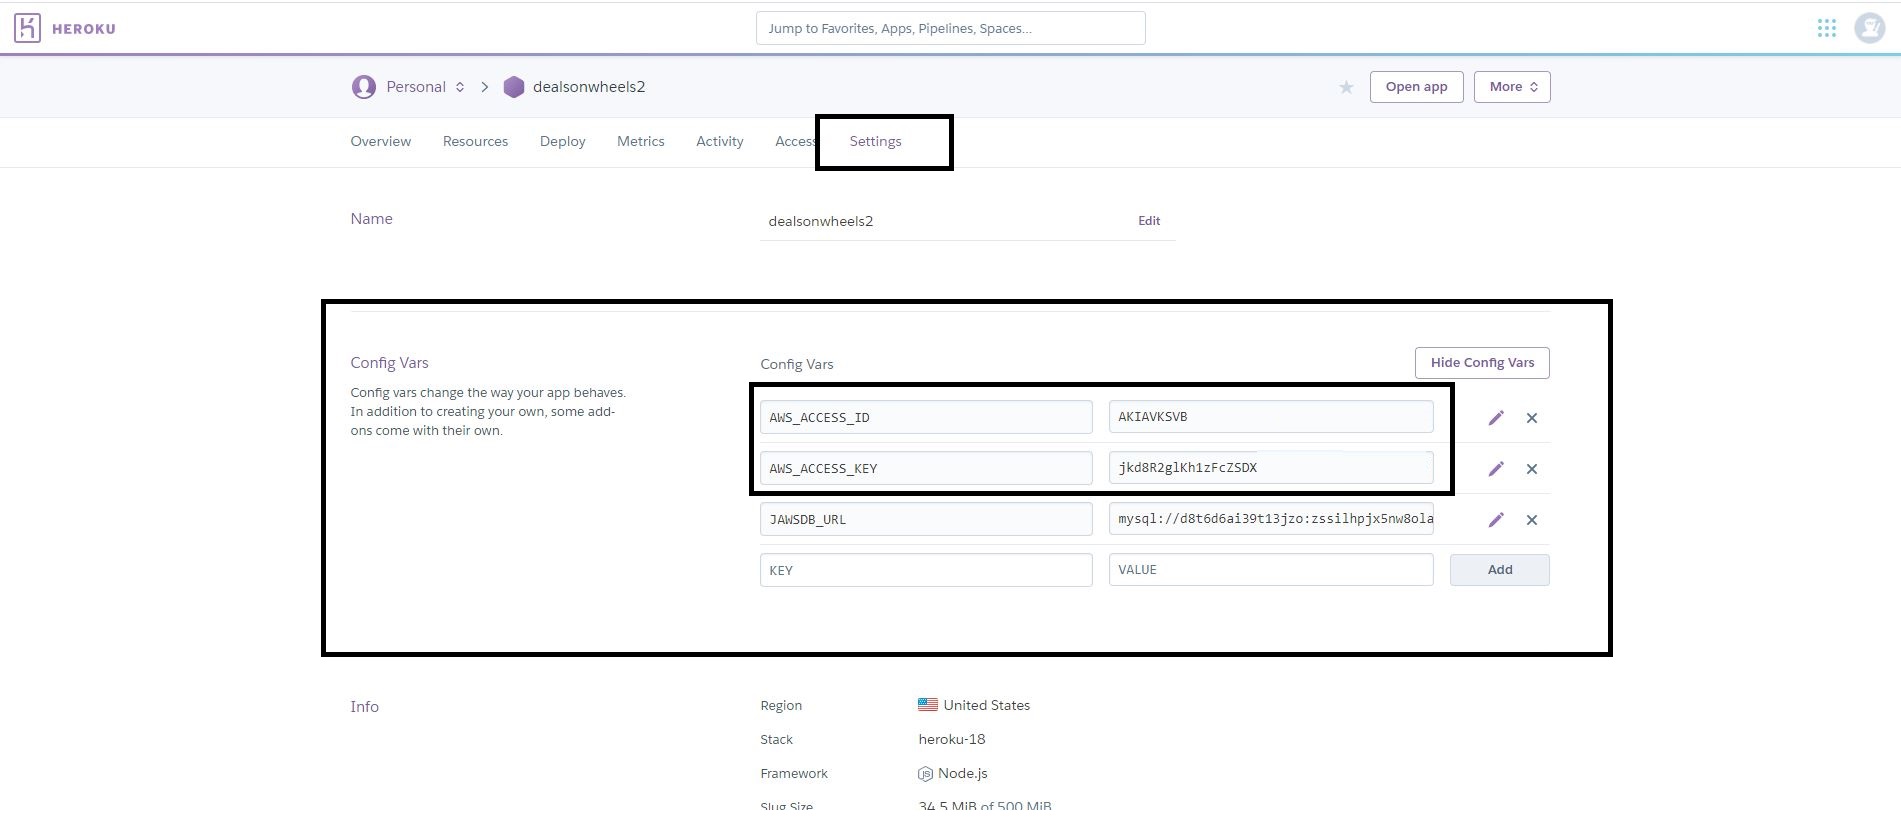 HEROKU
Jump to Favorites, Apps, Pipelines, Spaces...
Personal
dealsonwheels2
Open app
More
Overview
Resources
Deploy
Metrics
Activity
Access
Settings
Name
dealsonwheels2
Edit
Config Vars
Config vars change the way your app behaves.
In addition to creating your own, some add-
ons come with their own.
Config Vars
Hide Config Vars
AWS_ACCESS_ID
AKIAVKSVB
AWS_ACCESS_KEY
jkd8R2glKh1zFcZSDX
JAWSDB_URL
mysql://d8t6d6ai39t13jzo:zssilhpjx5nw8ola
KEY
VALUE
Add
Info
Region
United States
Stack
heroku-18
Framework
Node.js
Slug Size
34.5 MiB of 500 MiB